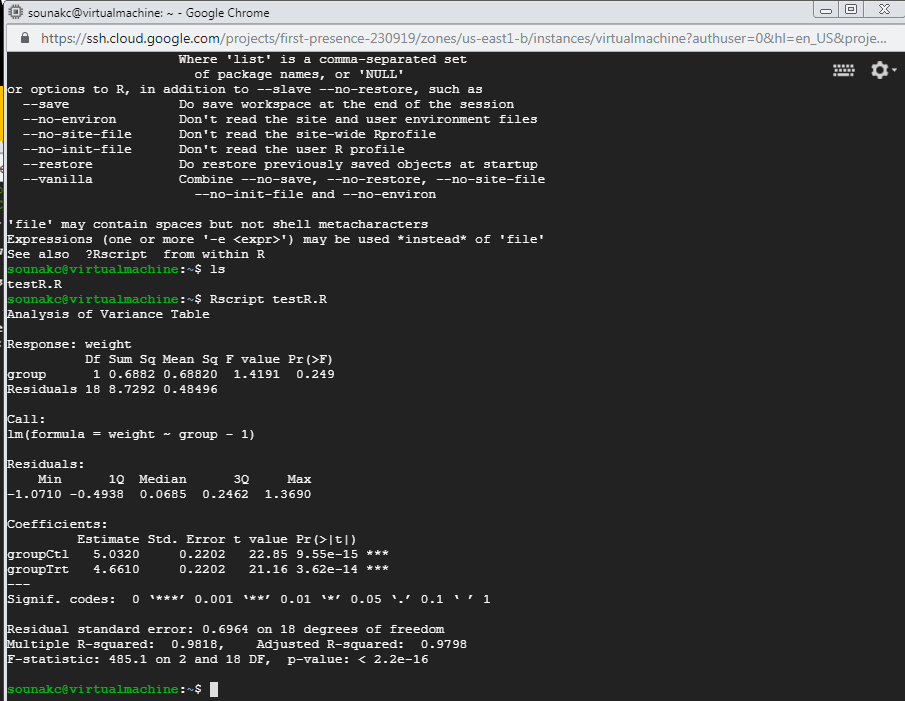 sounakc@virtualmachine: ~ - Google Chrome
https://ssh.cloud.google.com/projects/first-presence-230919/zones/us-east1-b/instances/virtualmachine?authuser=0&hl=en_US&proje...
                      Where 'list' is a comma-separated set
                        of package names, or 'NULL'
or options to R, in addition to --slave --no-restore, such as
  --save              Do save workspace at the end of the session
  --no-environ        Don't read the site and user environment files
  --no-site-file      Don't read the site-wide Rprofile
  --no-init-file      Don't read the user R profile
  --restore           Do restore previously saved objects at startup
  --vanilla           Combine --no-save, --no-restore, --no-site-file
                        --no-init-file and --no-environ
'file' may contain spaces but not shell metacharacters
Expressions (one or more '-e <expr>') may be used *instead* of 'file'
See also  ?Rscript  from within R
sounakc@virtualmachine:~$ ls
testR.R
sounakc@virtualmachine:~$ Rscript testR.R
Analysis of Variance Table
Response: weight
          Df Sum Sq Mean Sq F value Pr(>F)
group      1 0.6882 0.68820  1.4191  0.249
Residuals 18 8.7292 0.48496
Call:
lm(formula = weight ~ group - 1)
Residuals:
    Min      1Q  Median      3Q     Max
-1.0710 -0.4938  0.0685  0.2462  1.3690
Coefficients:
         Estimate Std. Error t value Pr(>|t|)
groupCtl   5.0320     0.2202   22.85 9.55e-15 ***
groupTrt   4.6610     0.2202   21.16 3.62e-14 ***
---
Signif. codes:  0 ‘***’ 0.001 ‘**’ 0.01 ‘*’ 0.05 ‘.’ 0.1 ‘ ’ 1
Residual standard error: 0.6964 on 18 degrees of freedom
Multiple R-squared:  0.9818,    Adjusted R-squared:  0.9798
F-statistic: 485.1 on 2 and 18 DF,  p-value: < 2.2e-16
sounakc@virtualmachine:~$